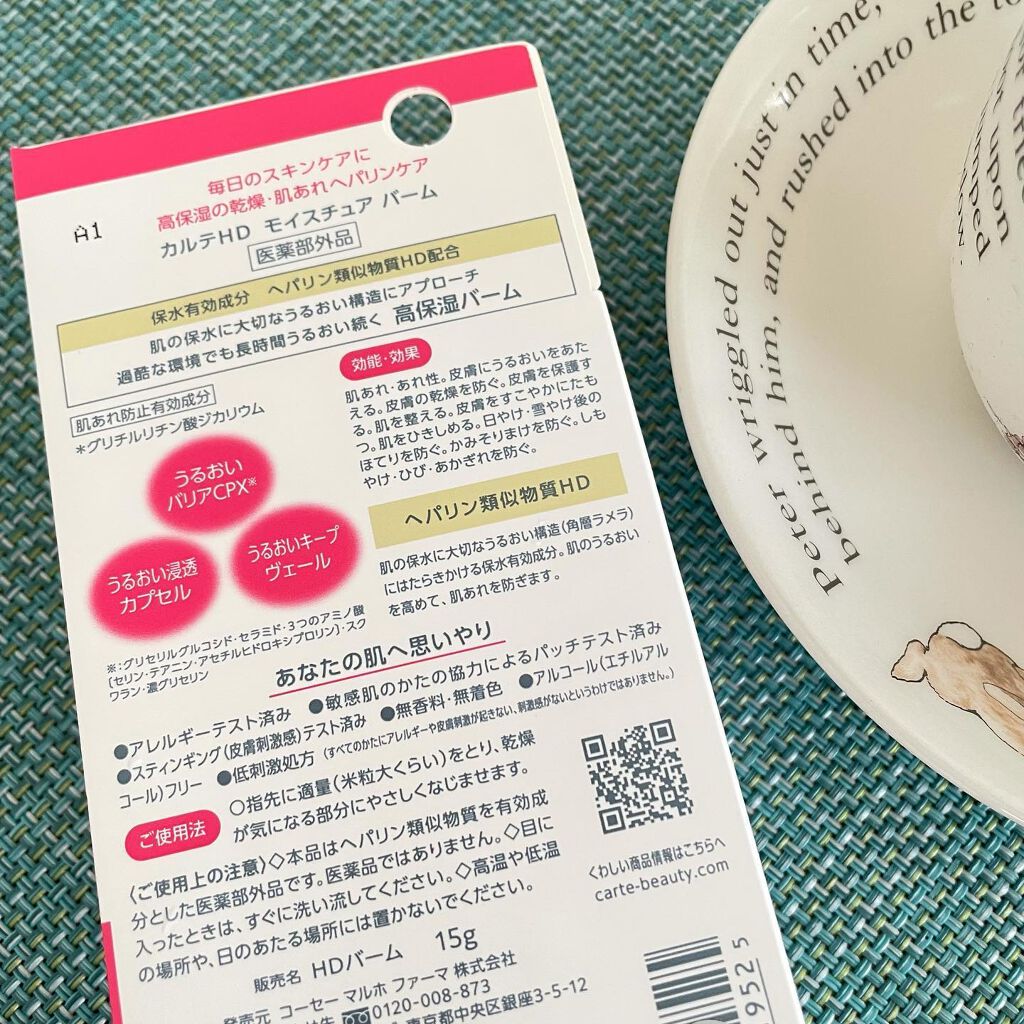 毎日のスキンケアに
高保湿の乾燥・肌あれヘパリンケア
A1
カルテHD モイスチュア バーム
医薬部外品
保水有効成分 ヘパリン類似物質HD配合
肌の保水に大切なうるおい構造にアプローチ
過酷な環境でも長時間うるおい続く 高保湿バーム
肌あれ防止有効成分
*グリチルリチン酸ジカリウム
うるおい
バリアCPX※
うるおい浸透
カプセル
うるおいキープ
ヴェール
※:グリセリルグルコシド・セラミド・3つのアミノ酸
(セリン・テアニン・アセチルヒドロキシプロリン)・スク
ワラン・濃グリセリン
効能・効果
肌あれ・あれ性。皮膚にうるおいをあた
える。皮膚の乾燥を防ぐ。皮膚を保護す
る。肌を整える。皮膚をすこやかにたも
つ。肌をひきしめる。日やけ・雪やけ後の
ほてりを防ぐ。かみそりまけを防ぐ。しも
やけ・ひび・あかぎれを防ぐ。
ヘパリン類似物質HD
肌の保水に大切なうるおい構造(角層ラメラ)
にはたらきかける保水有効成分。肌のうるおい
を高めて、肌あれを防ぎます。
あなたの肌へ思いやり
●アレルギーテスト済み ●敏感肌のかたの協力によるパッチテスト済み
●スティンギング(皮膚刺激感)テスト済み ●無香料・無着色 ●アルコール(エチルアル
コール)フリー ●低刺激処方 (すべてのかたにアレルギーや皮膚刺激が起きない、刺激感がないというわけではありません。)
ご使用法
○指先に適量(米粒大くらい)をとり、乾燥
が気になる部分にやさしくなじませます。
〈ご使用上の注意〉◇本品はヘパリン類似物質を有効成
分とした医薬部外品です。医薬品ではありません。◇目に
入ったときは、すぐに洗い流してください。◇高温や低温
の場所や、日のあたる場所には置かないでください。
くわしい商品情報はこちらへ
carte-beauty.com
販売名 HDバーム 15g
発売元 コーセー マルホ ファーマ 株式会社
0120-008-873
東京都中央区銀座3-5-12
952 5
Peter wriggled out just in time,
behind him, and rushed into the
upon